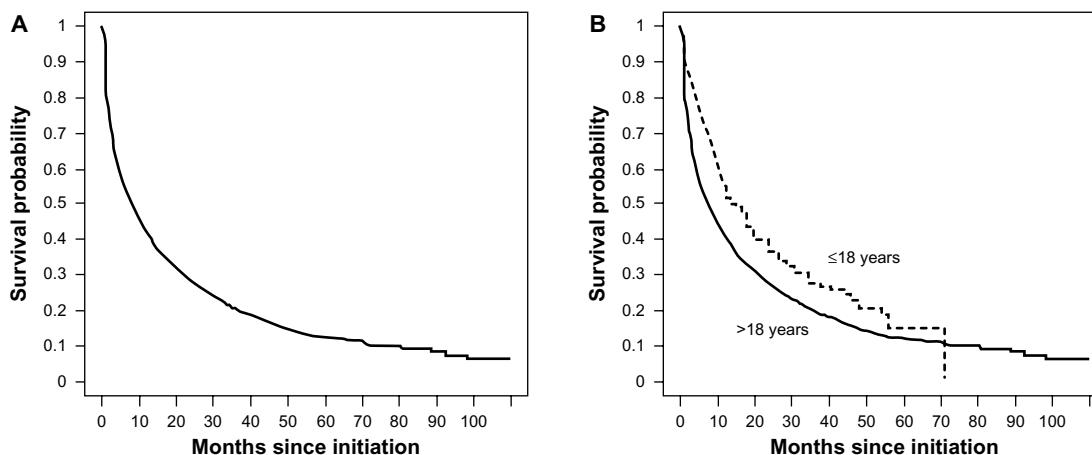 A
Survival probability
1
0.9
0.8
0.7
0.6
0.5
0.4
0.3
0.2
0.1
0
0 10 20 30 40 50 60 70 80 90 100
Months since initiation
B
Survival probability
1
0.9
0.8
0.7
0.6
0.5
0.4
0.3
0.2
0.1
0
≤18 years
>18 years
0 10 20 30 40 50 60 70 80 90 100
Months since initiation